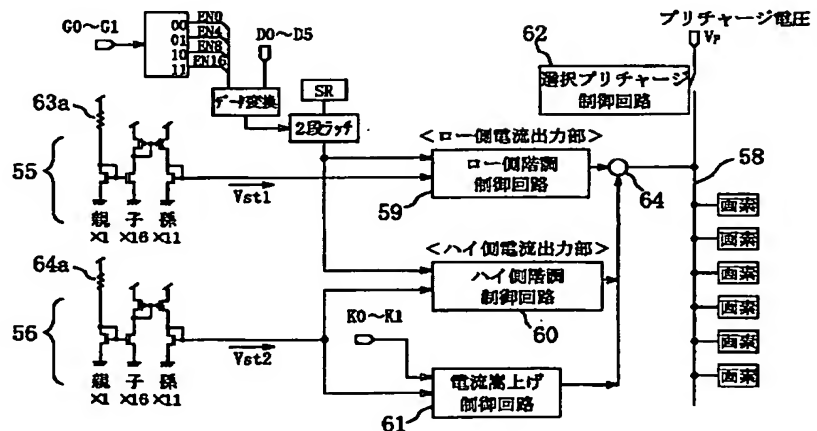 プリチャージ電圧
VP
G0～G1
00
01
10
11
EN0
EN4
EN8
EN16
D0～D5
62
選択プリチャージ
制御回路
データ変換
SR
2段ラッチ
63a
55
<ロー側電流出力部>
ロー側階調
制御回路
59
64
58
Vst1
親
×1
子
×16
孫
×11
画素
画素
画素
画素
画素
画素
<ハイ側電流出力部>
ハイ側階調
制御回路
60
64a
56
K0～K1
Vst2
電流嵩上げ
制御回路
61
親
×1
子
×16
孫
×11